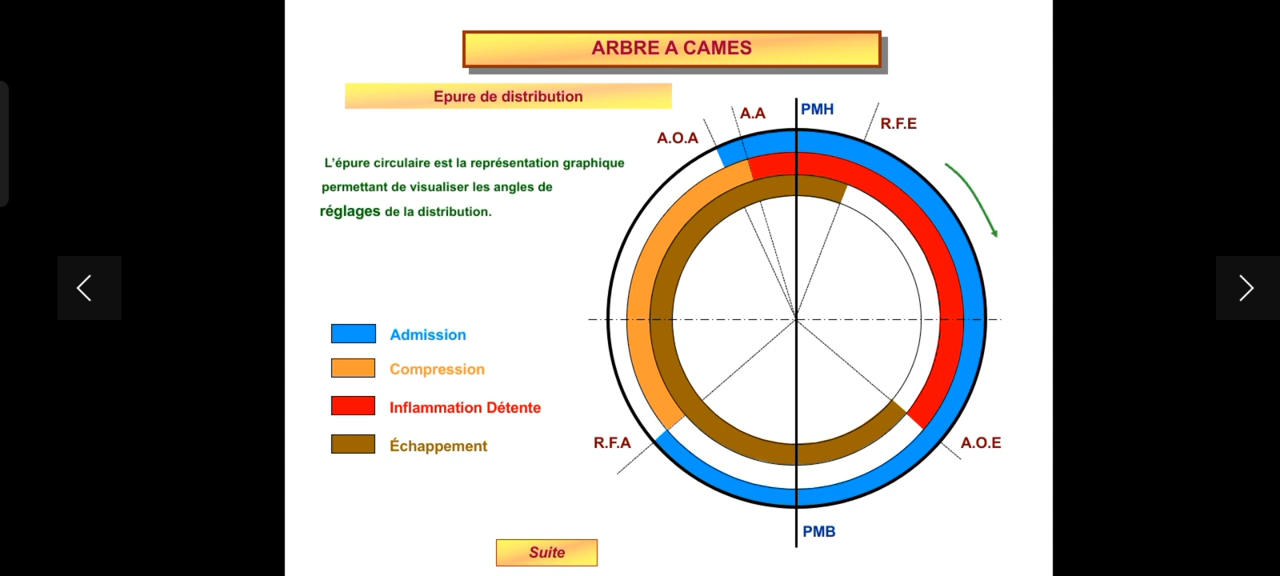 ARBRE A CAMES
Epure de distribution
A.A
PMH
R.F.E
A.O.A
L'épure circulaire est la représentation graphique
permettant de visualiser les angles de
réglages de la distribution.
Admission
Compression
Inflammation Détente
Échappement
R.F.A
A.O.E
PMB
Suite